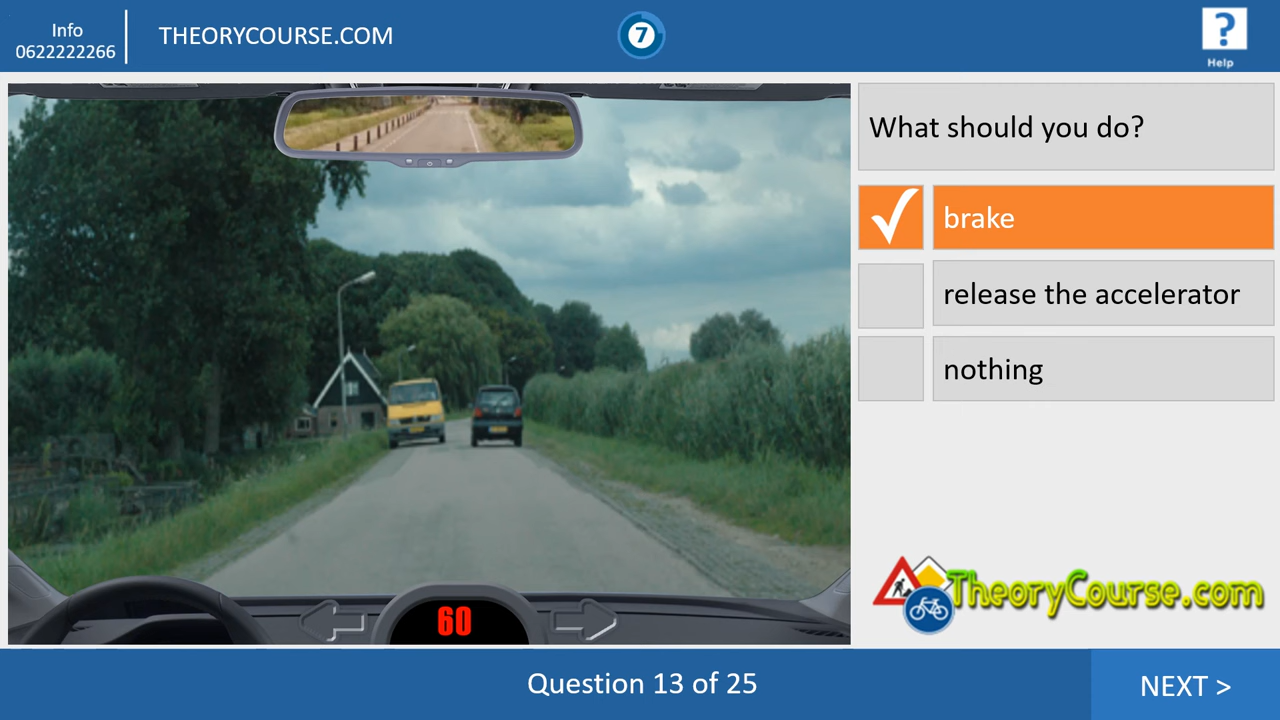 Info
0622222266
THEORYCOURSE.COM
7
?
Help
What should you do?
brake
release the accelerator
nothing
60
TheoryCourse.com
Question 13 of 25
NEXT >